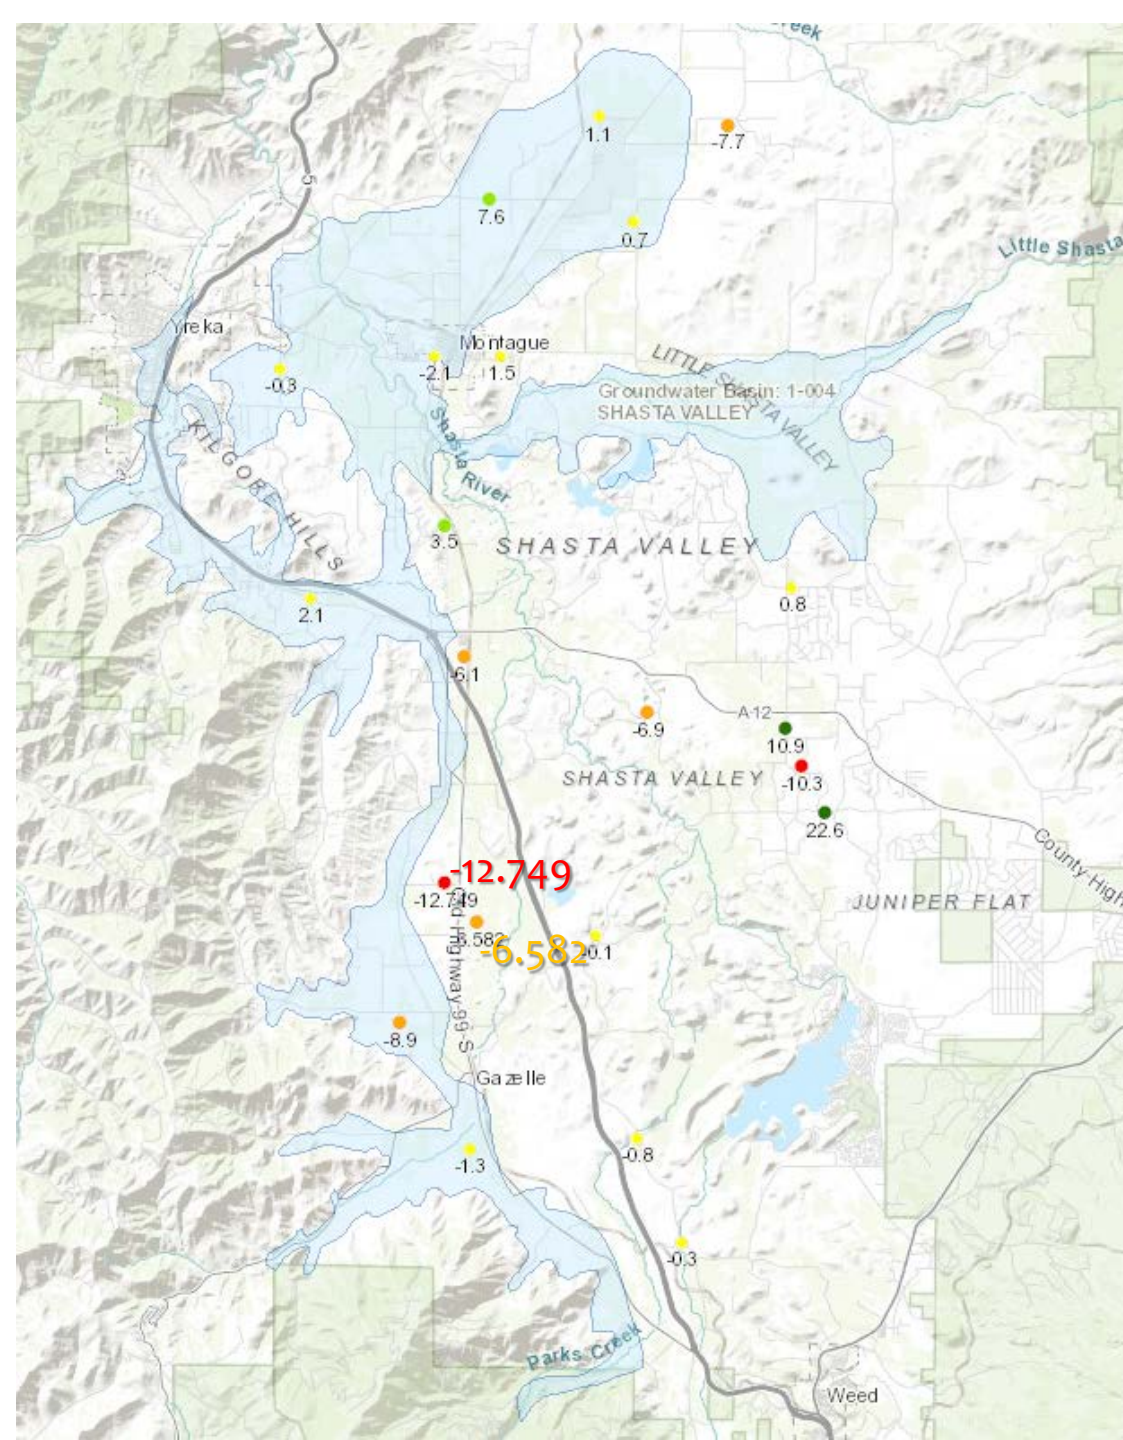 reek
1.1
-7.7
5
7.6
0.7
Little Shasta
Yreka
Montague
-0.3
-2.1
1.5
LITTLE SHASTA VALLEY
Groundwater Basin: 1-004
SHASTA VALLEY
Shasta River
KILGORE HILLS
3
3.5
SHASTA VALLEY
0.8
2.1
-6.1
A-12
-6.9
10.9
SHASTA VALLEY
-10.3
22.6
County High
-12.749
-12.749
JUNIPER FLAT
6.582
-6.582
-0.1
Old-Highway-99-S
-8.9
Gazelle
-1.3
-0.8
-0.3
Parks Creek
Weed